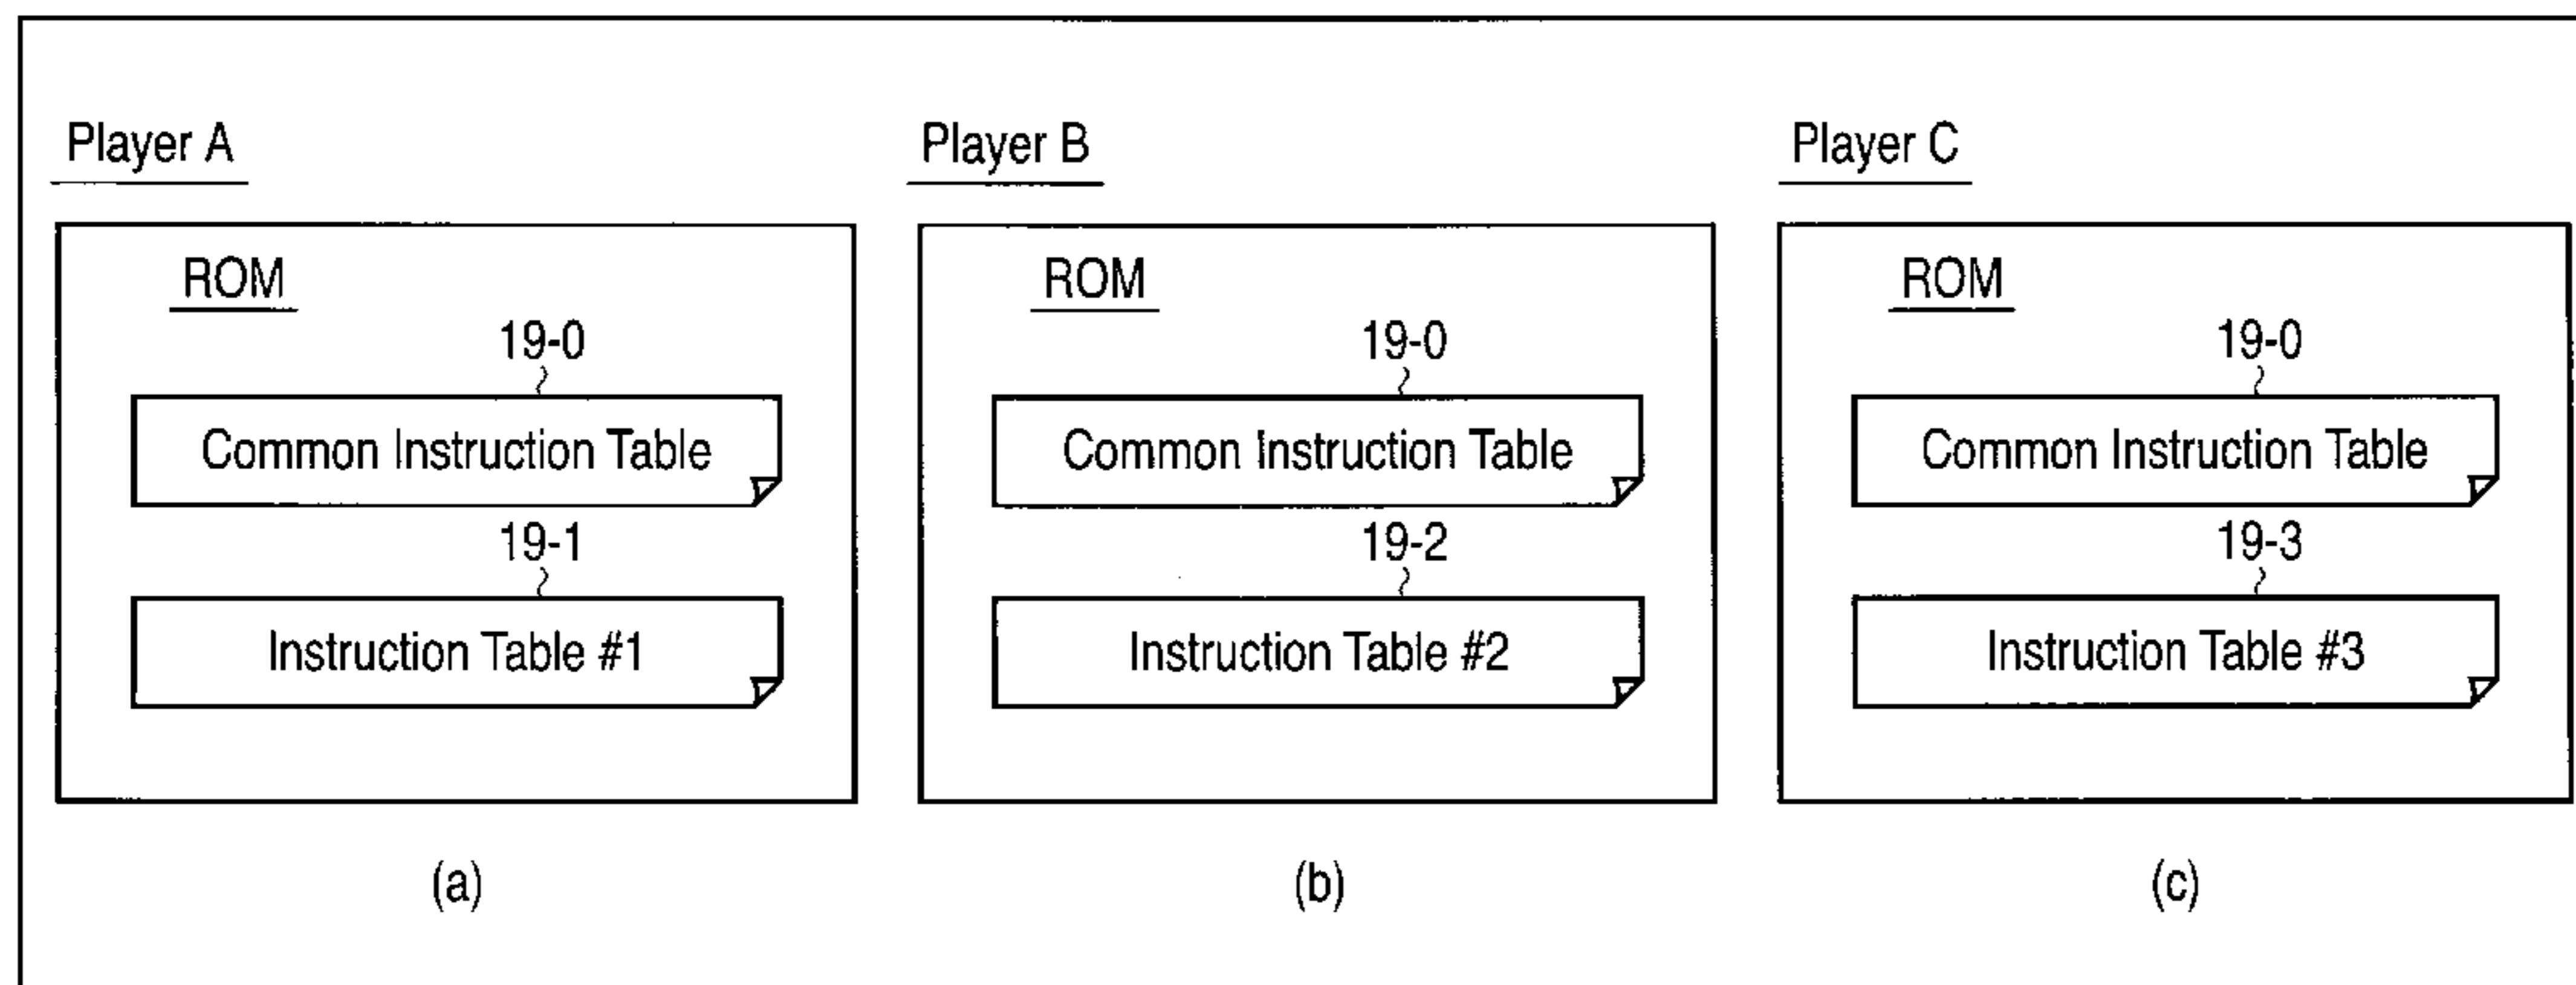 Player A
ROM
19-0
Common Instruction Table
19-1
Instruction Table #1
(a)
Player B
ROM
19-0
Common Instruction Table
19-2
Instruction Table #2
(b)
Player C
ROM
19-0
Common Instruction Table
19-3
Instruction Table #3
(c)